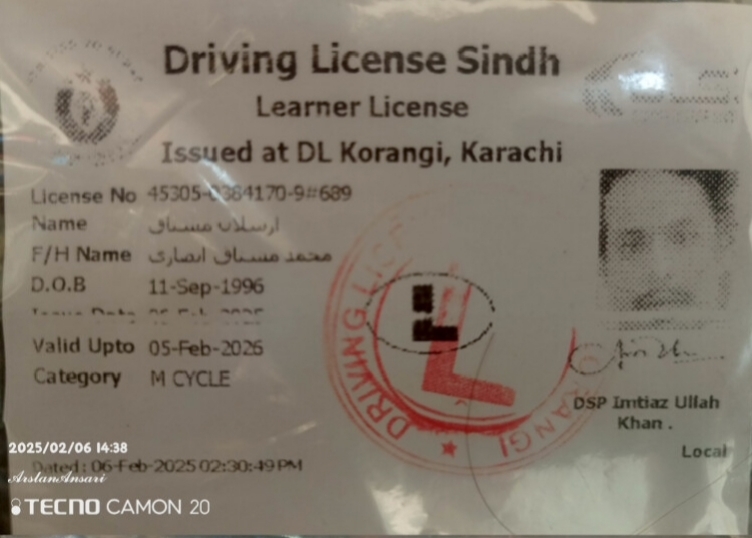 Driving License Sindh
Learner License
Issued at DL Korangi, Karachi
License No 45305-0384170-9#689
Name ارسلان مشتاق
F/H Name محمد مشتاق انصاری
D.O.B 11-Sep-1996
Valid Upto 05-Feb-2026
Category M CYCLE
DRIVING
DSP Imtiaz Ullah
Khan .
Local
2025/02/06 14:38
Dated : 06-Feb-2025 02:30:49 PM
ArslanAnsari
TECNO CAMON 20